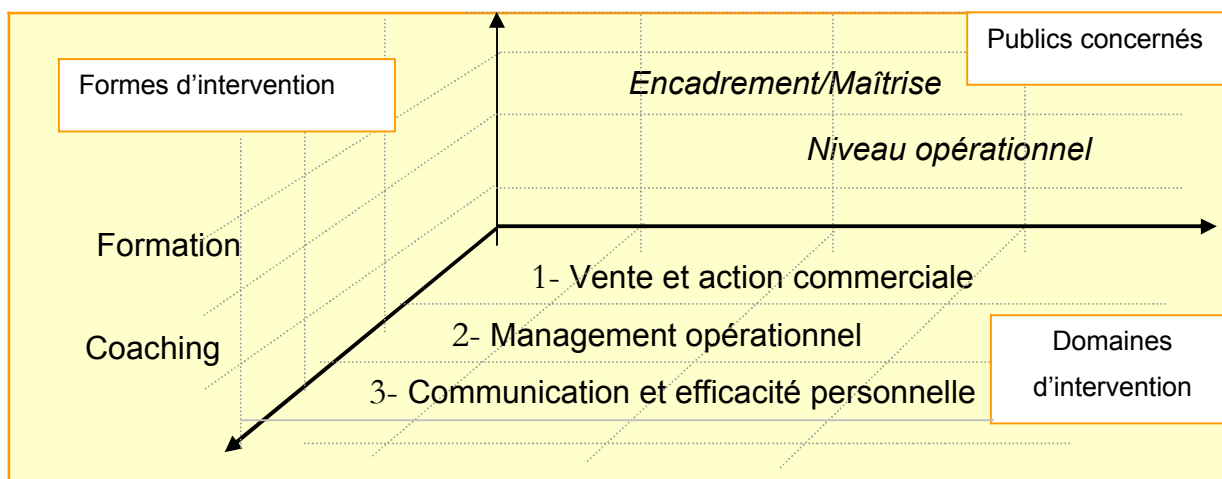 Publics concernés
Formes d'intervention
Encadrement/Maîtrise
Niveau opérationnel
Formation
1- Vente et action commerciale
2- Management opérationnel
Coaching
Domaines
d'intervention
3- Communication et efficacité personnelle